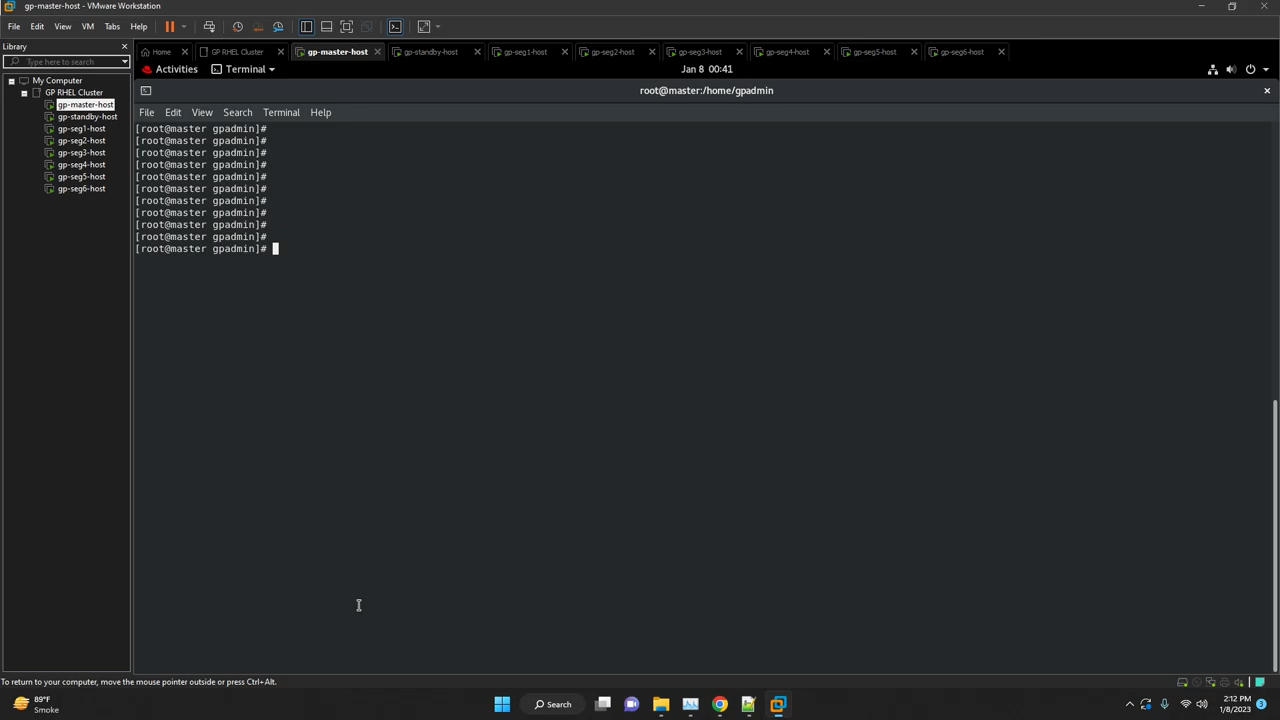 gp-master-host - VMware Workstation
File Edit View VM Tabs Help
Library
Type here to search
My Computer
GP RHEL Cluster
gp-master-host
gp-standby-host
gp-seg1-host
gp-seg2-host
gp-seg3-host
gp-seg4-host
gp-seg5-host
gp-seg6-host
Home GP RHEL Cluster gp-master-host gp-standby-host gp-seg1-host gp-seg2-host gp-seg3-host gp-seg4-host gp-seg5-host gp-seg6-host
Activities Terminal Jan 8 00:41
root@master:/home/gpadmin
File Edit View Search Terminal Help
[root@master gpadmin]#
[root@master gpadmin]#
[root@master gpadmin]#
[root@master gpadmin]#
[root@master gpadmin]#
[root@master gpadmin]#
[root@master gpadmin]#
[root@master gpadmin]#
[root@master gpadmin]#
[root@master gpadmin]#
[root@master gpadmin]#
To return to your computer, move the mouse pointer outside or press Ctrl+Alt.
89°F
Smoke
Search
2:12 PM
1/8/2023
3